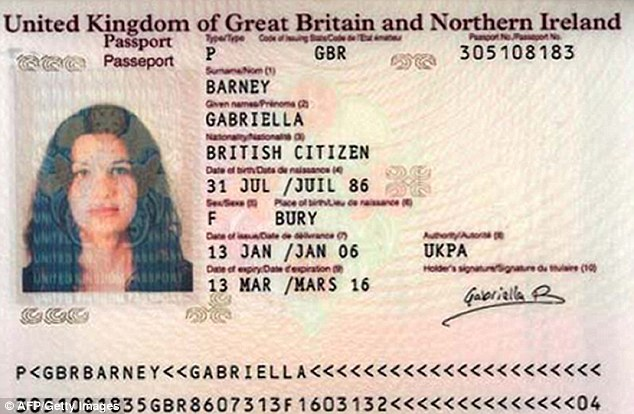 United Kingdom of Great Britain and Northern Ireland
Passport
Passeport
Type/Type Code of issuing State/Code de l'Etat émetteur Passport No./Passeport No.
P GBR 305108183
Surname/Nom (1)
BARNEY
Given names/Prénoms (2)
GABRIELLA
Nationality/Nationalité (3)
BRITISH CITIZEN
Date of birth/Date de naissance (4)
31 JUL /JUIL 86
Sex/Sexe (5) Place of birth/Lieu de naissance (6)
F BURY
Date of issue/Date de délivrance (7) Authority/Autorité (8)
13 JAN /JAN 06 UKPA
Date of expiry/Date d'expiration (9) Holder's signature/Signature du titulaire (10)
13 MAR /MARS 16
Gabriella B
P<GBRBARNEY<<GABRIELLA<<<<<<<<<<<<<<<<<<<<<<
5GBR8607313F1603132<<<<<<<<<<<<<<04
© AFP/Getty Images